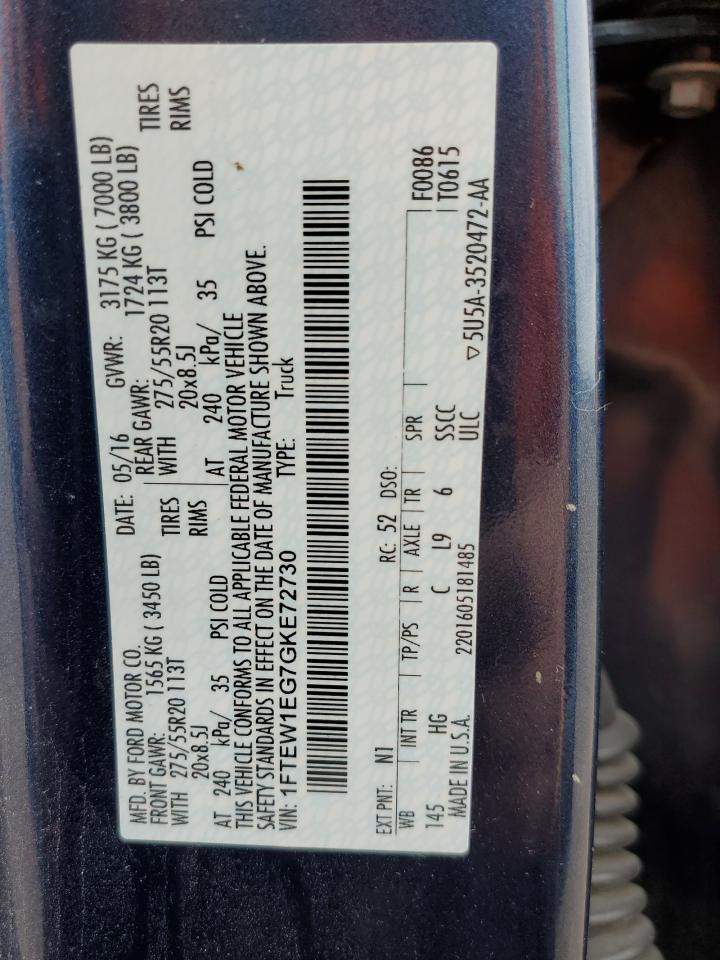 MFD. BY FORD MOTOR CO. DATE: 05/16 GVWR: 3175 KG ( 7000 LB)
FRONT GAWR: 1565 KG ( 3450 LB) REAR GAWR: 1724 KG ( 3800 LB)
WITH 275/55R20 113T TIRES WITH 275/55R20 113T TIRES
20x8.5J RIMS 20x8.5J RIMS
AT 240 kPa/ 35 PSI COLD AT 240 kPa/ 35 PSI COLD
THIS VEHICLE CONFORMS TO ALL APPLICABLE FEDERAL MOTOR VEHICLE
SAFETY STANDARDS IN EFFECT ON THE DATE OF MANUFACTURE SHOWN ABOVE.
VIN: 1FTEW1EG7GKE72730 TYPE: Truck
EXT PNT: N1 RC: 52 DSO:
WB INT TR TP/PS R AXLE TR SPR F0086
145 HG C L9 6 SSCC T0615
MADE IN U.S.A. 2201605181485 ULC ▽5U5A-3520472-AA